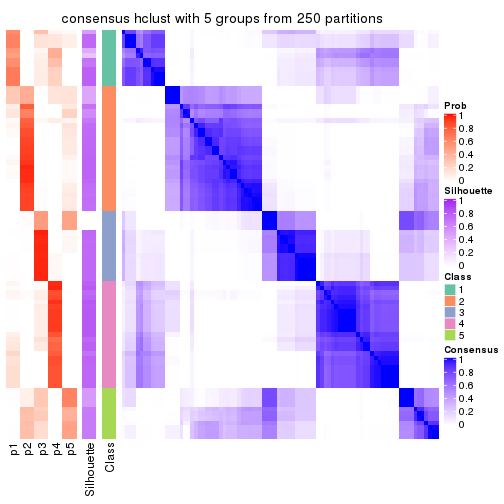 consensus hclust with 5 groups from 250 partitions
Prob
1
0.8
0.6
0.4
0.2
0
Silhouette
1
0.8
0.6
0.4
0.2
0
Class
1
2
3
4
5
Consensus
1
0.8
0.6
0.4
0.2
0
p1
p2
p3
p4
p5
Silhouette
Class